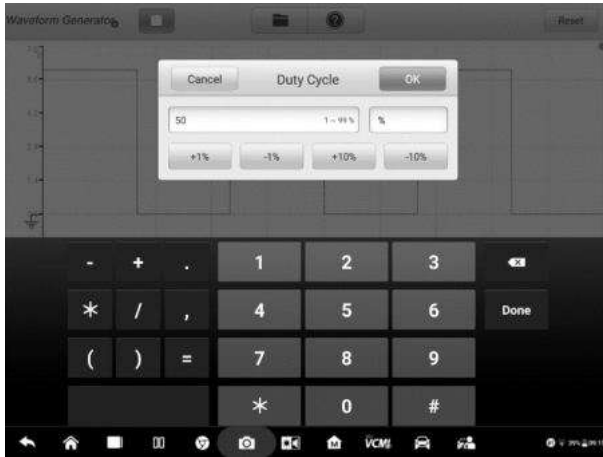 Waveform Generator
Reset
Cancel Duty Cycle OK
50 1~99 % %
+1% -1% +10% -10%
- + . 1 2 3
* / , 4 5 6 Done
( ) = 7 8 9
* 0 #
VCMI